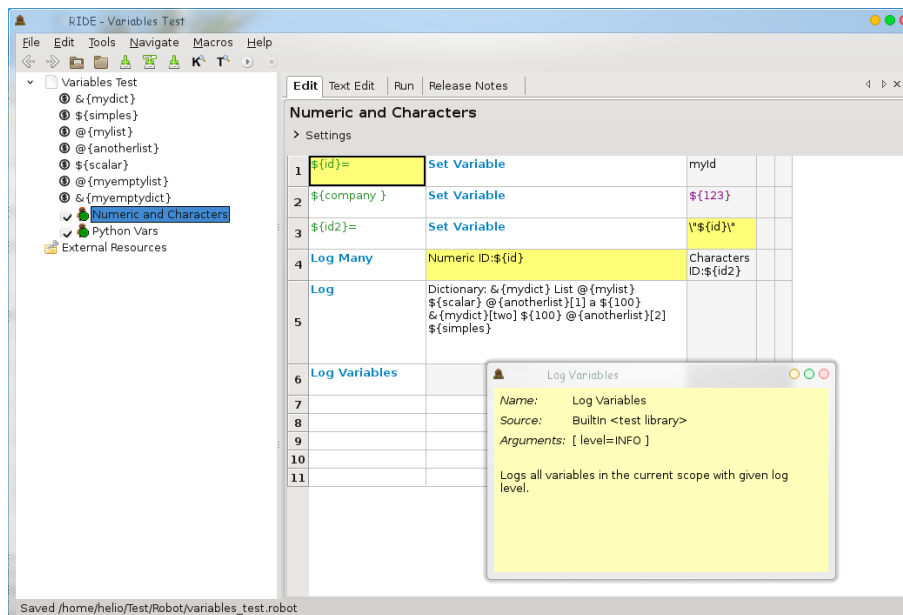 RIDE - Variables Test
File Edit Tools Navigate Macros Help
K T
Variables Test
&{mydict}
${simples}
@{mylist}
@{anotherlist}
${scalar}
@{myemptylist}
&{myemptydict}
Numeric and Characters
Python Vars
External Resources
Edit Text Edit Run Release Notes
Numeric and Characters
> Settings
1 ${id}= Set Variable myId
2 ${company } Set Variable ${123}
3 ${id2}= Set Variable \"${id}\"
4 Log Many Numeric ID:${id} Characters
ID:${id2}
5 Log Dictionary: &{mydict} List @{mylist}
${scalar} @{anotherlist}[1] a ${100}
&{mydict}[two] ${100} @{anotherlist}[2]
${simples}
6 Log Variables
7
8
9
10
11
Log Variables
Name: Log Variables
Source: BuiltIn <test library>
Arguments: [ level=INFO ]
Logs all variables in the current scope with given log
level.
Saved /home/helio/Test/Robot/variables_test.robot